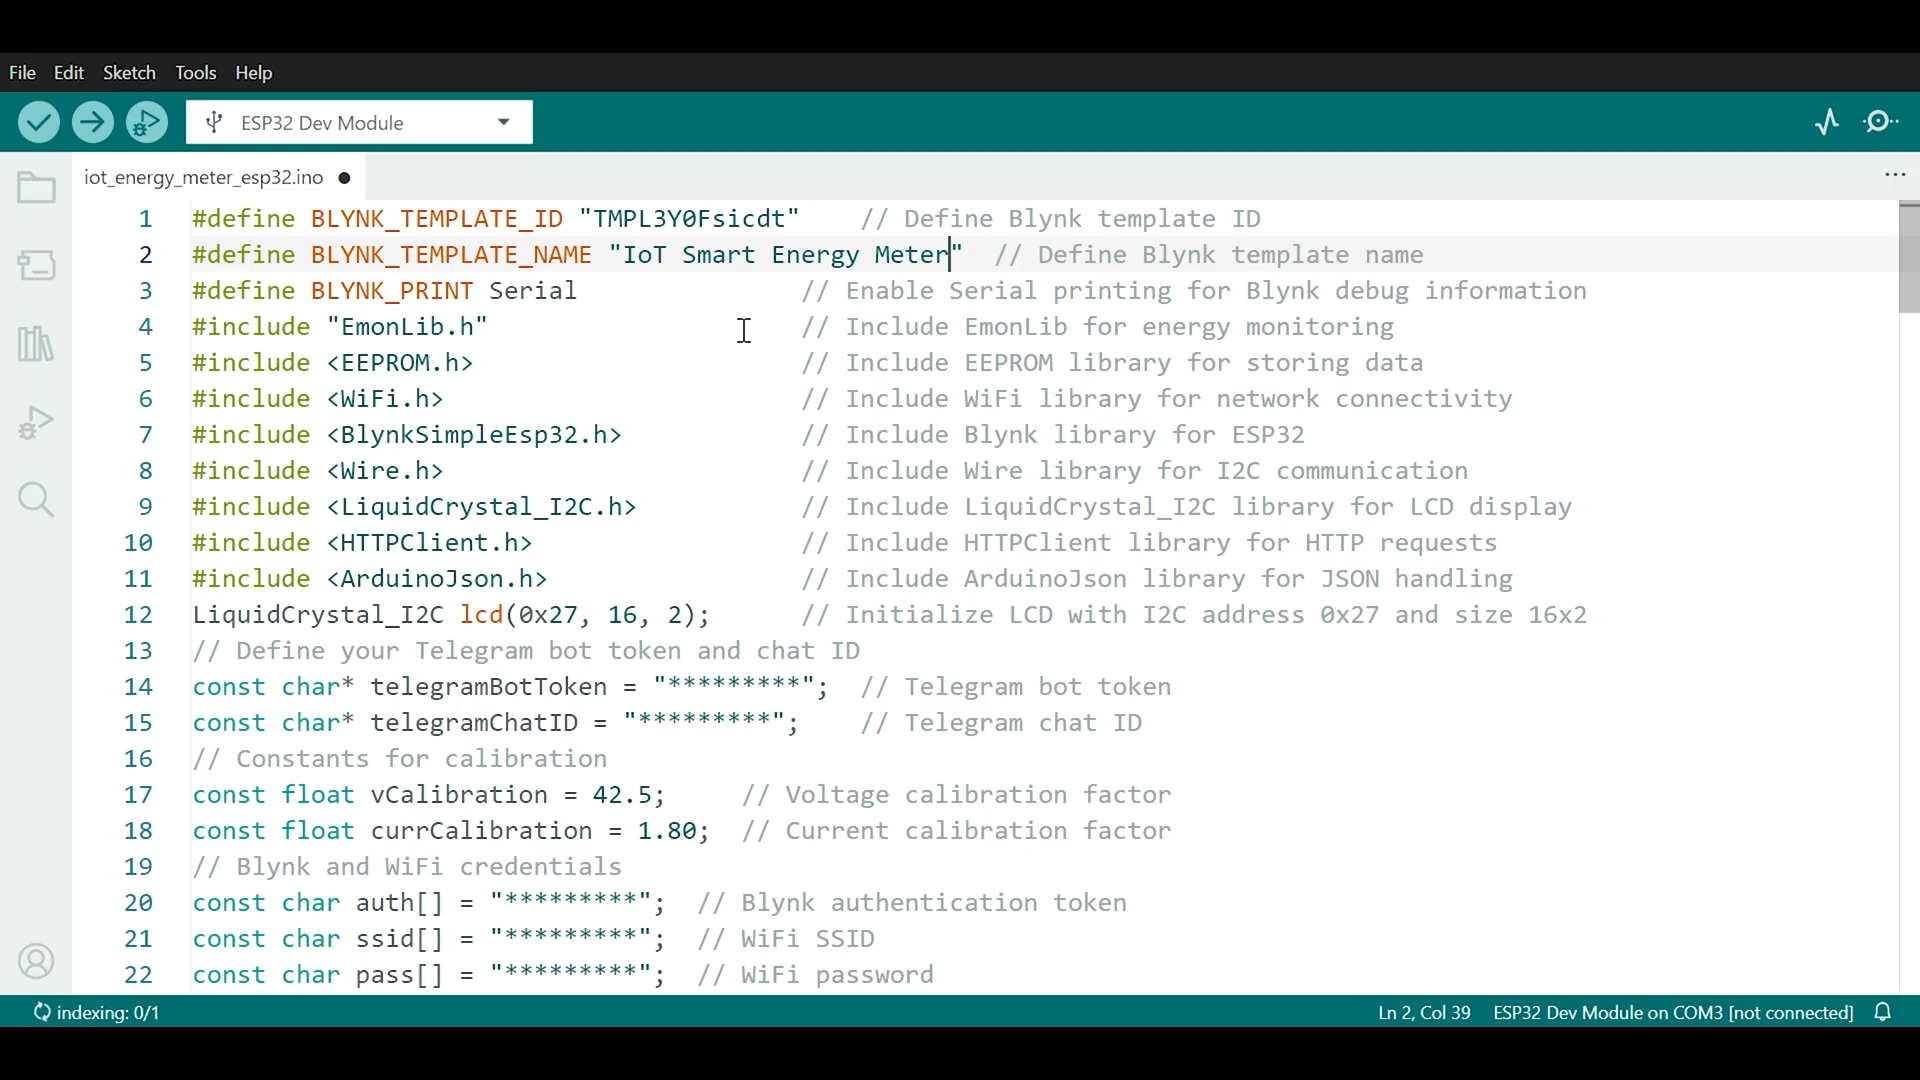 File Edit Sketch Tools Help
ESP32 Dev Module
iot_energy_meter_esp32.ino
1 #define BLYNK_TEMPLATE_ID "TMPL3Y0Fsicdt" // Define Blynk template ID
2 #define BLYNK_TEMPLATE_NAME "IoT Smart Energy Meter" // Define Blynk template name
3 #define BLYNK_PRINT Serial // Enable Serial printing for Blynk debug information
4 #include "EmonLib.h" // Include EmonLib for energy monitoring
5 #include <EEPROM.h> // Include EEPROM library for storing data
6 #include <WiFi.h> // Include WiFi library for network connectivity
7 #include <BlynkSimpleEsp32.h> // Include Blynk library for ESP32
8 #include <Wire.h> // Include Wire library for I2C communication
9 #include <LiquidCrystal_I2C.h> // Include LiquidCrystal_I2C library for LCD display
10 #include <HTTPClient.h> // Include HTTPClient library for HTTP requests
11 #include <ArduinoJson.h> // Include ArduinoJson library for JSON handling
12 LiquidCrystal_I2C lcd(0x27, 16, 2); // Initialize LCD with I2C address 0x27 and size 16x2
13 // Define your Telegram bot token and chat ID
14 const char* telegramBotToken = "*********"; // Telegram bot token
15 const char* telegramChatID = "*********"; // Telegram chat ID
16 // Constants for calibration
17 const float vCalibration = 42.5; // Voltage calibration factor
18 const float currCalibration = 1.80; // Current calibration factor
19 // Blynk and WiFi credentials
20 const char auth[] = "*********"; // Blynk authentication token
21 const char ssid[] = "*********"; // WiFi SSID
22 const char pass[] = "*********"; // WiFi password
indexing: 0/1 Ln 2, Col 39 ESP32 Dev Module on COM3 [not connected]